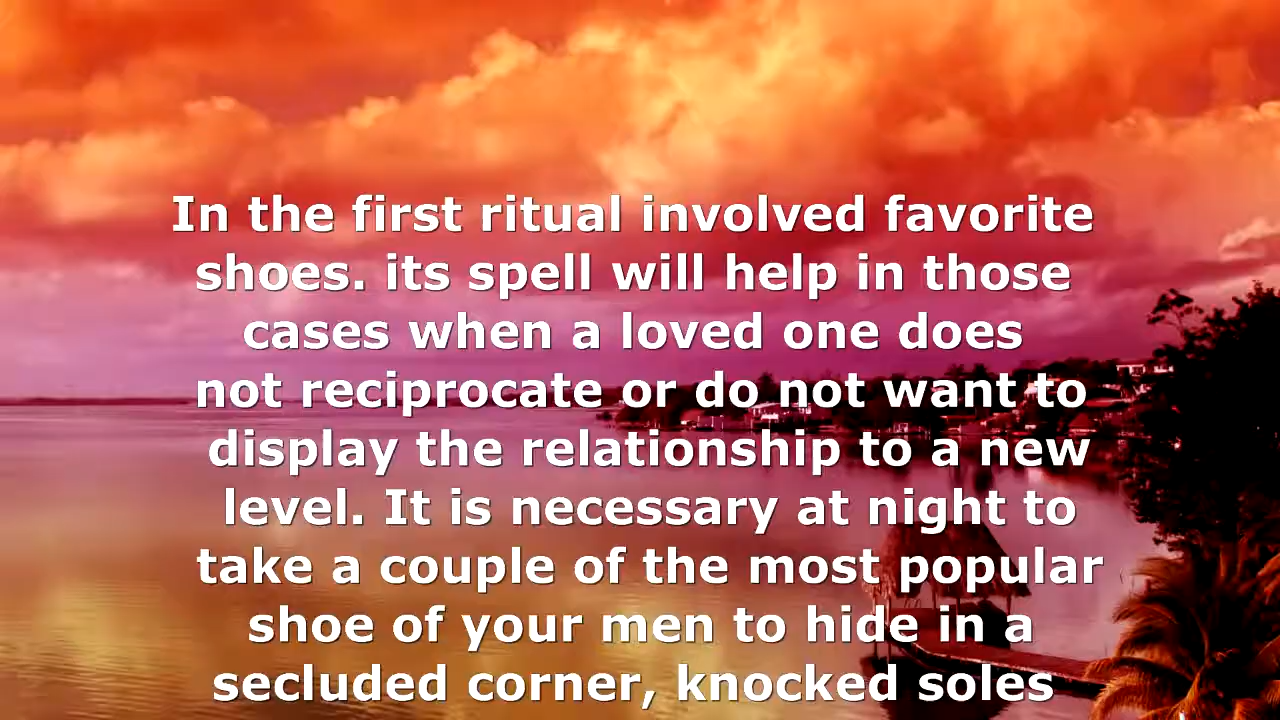 In the first ritual involved favorite
shoes. its spell will help in those
cases when a loved one does
not reciprocate or do not want to
display the relationship to a new
level. It is necessary at night to
take a couple of the most popular
shoe of your men to hide in a
secluded corner, knocked soles